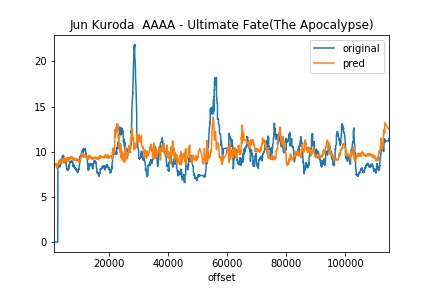 Jun Kuroda  AAAA - Ultimate Fate(The Apocalypse)
original
pred
20
15
10
5
0
20000 40000 60000 80000 100000
offset